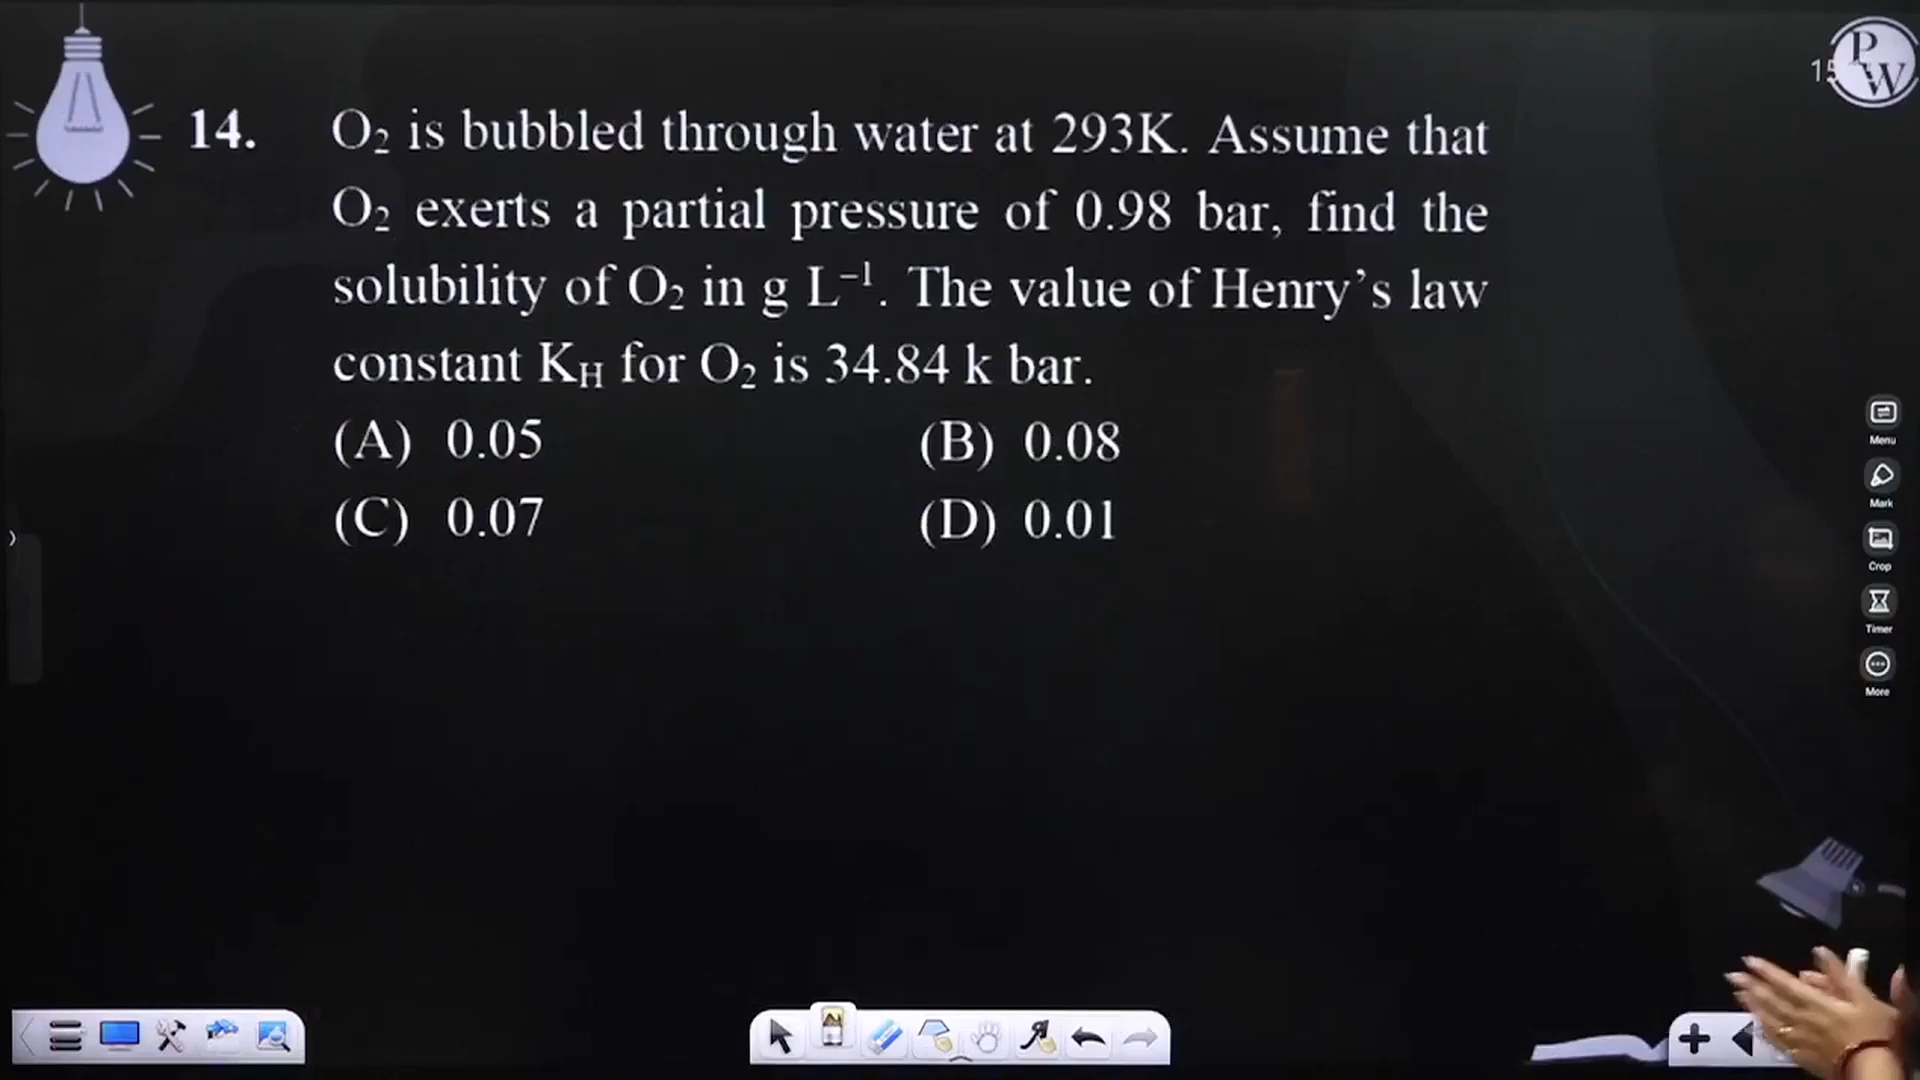 P
W
15
14. O₂ is bubbled through water at 293K. Assume that
O₂ exerts a partial pressure of 0.98 bar, find the
solubility of O₂ in g L⁻¹. The value of Henry’s law
constant K_H for O₂ is 34.84 k bar.
(A) 0.05 (B) 0.08
(C) 0.07 (D) 0.01
Menu
Mark
Crop
Timer
More